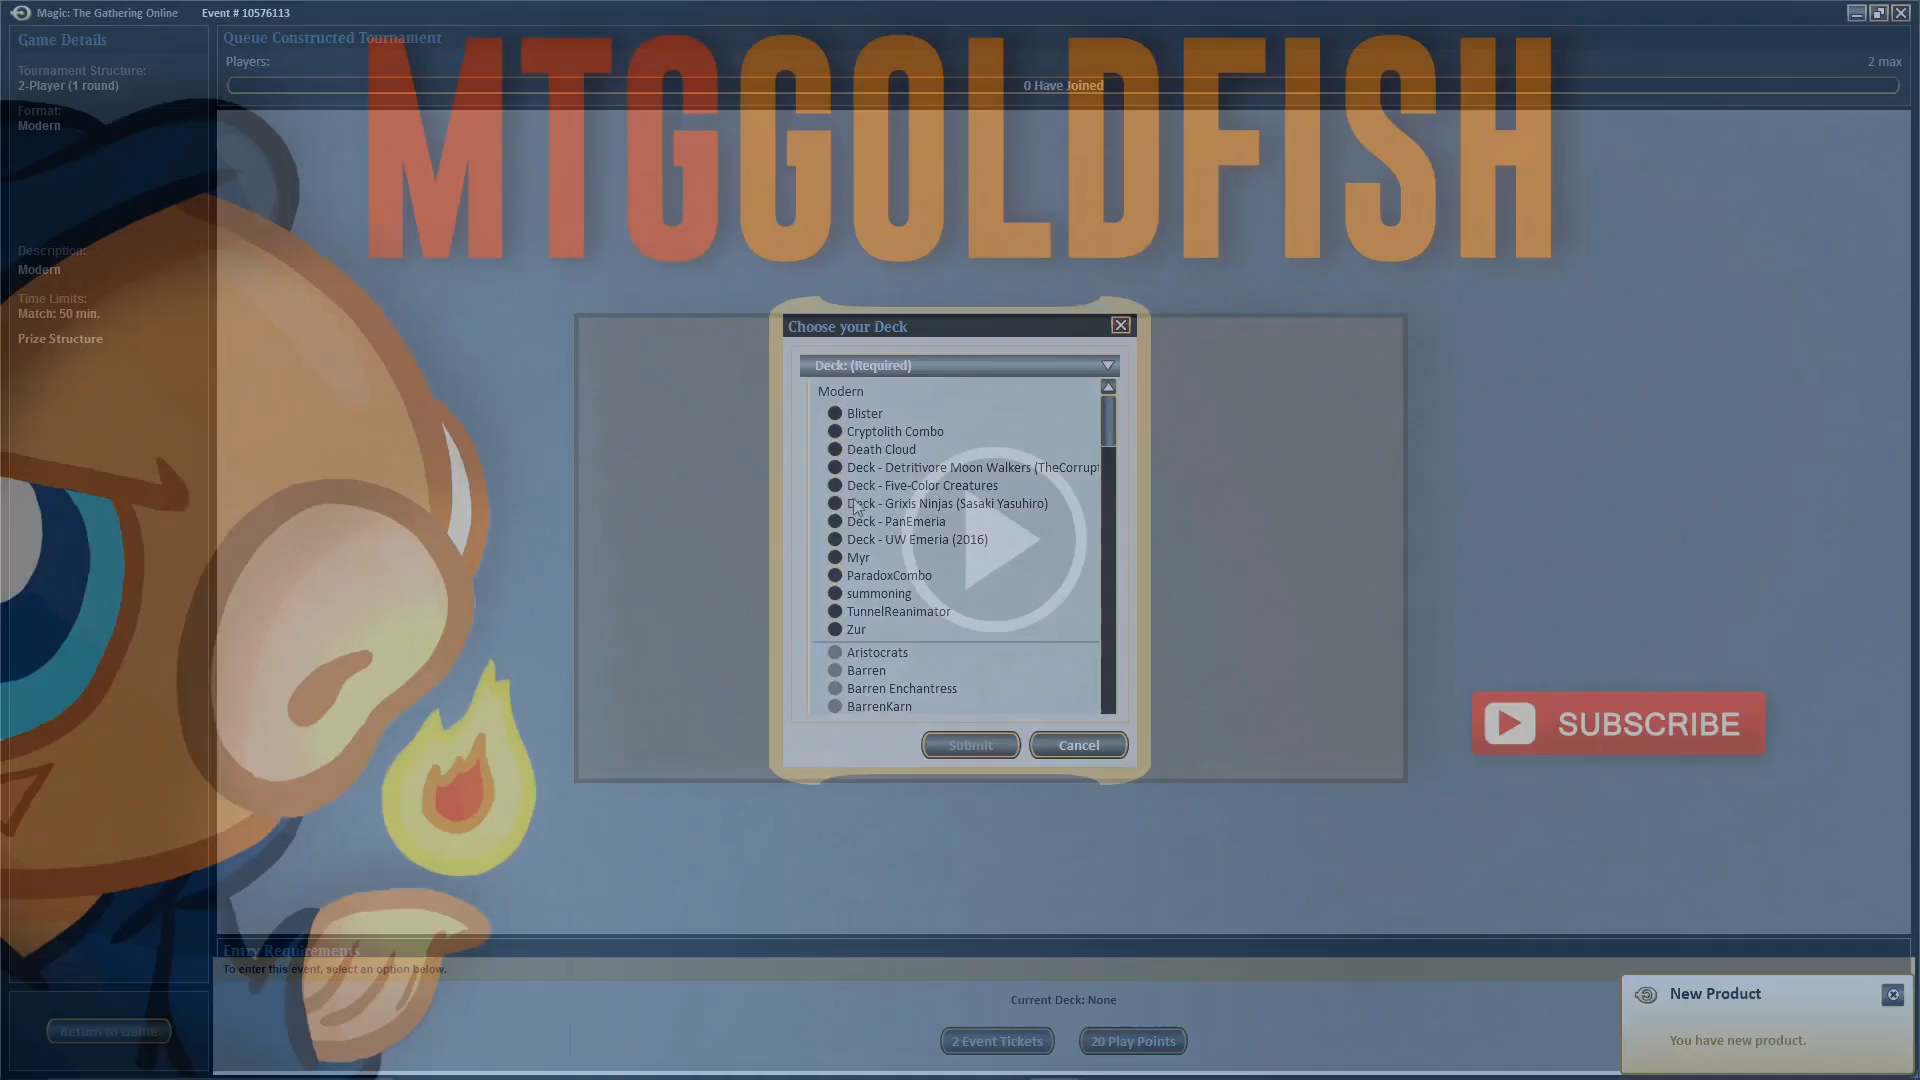 Magic: The Gathering Online
Event # 10576113
Game Details
Tournament Structure:
2-Player (1 round)
Format:
Modern
Description:
Modern
Time Limits:
Match: 50 min.
Prize Structure
Return to Game
Queue Constructed Tournament
Players:
2 max
0 Have Joined
MTGGOLDFISH
Choose your Deck
Deck: (Required)
Modern
Blister
Cryptolith Combo
Death Cloud
Deck - Detritivore Moon Walkers (TheCorrupt
Deck - Five-Color Creatures
Deck - Grixis Ninjas (Sasaki Yasuhiro)
Deck - PanEmeria
Deck - UW Emeria (2016)
Myr
ParadoxCombo
summoning
TunnelReanimator
Zur
Aristocrats
Barren
Barren Enchantress
BarrenKarn
Submit
Cancel
SUBSCRIBE
Entry Requirements
To enter this event, select an option below.
Current Deck: None
2 Event Tickets
20 Play Points
New Product
You have new product.